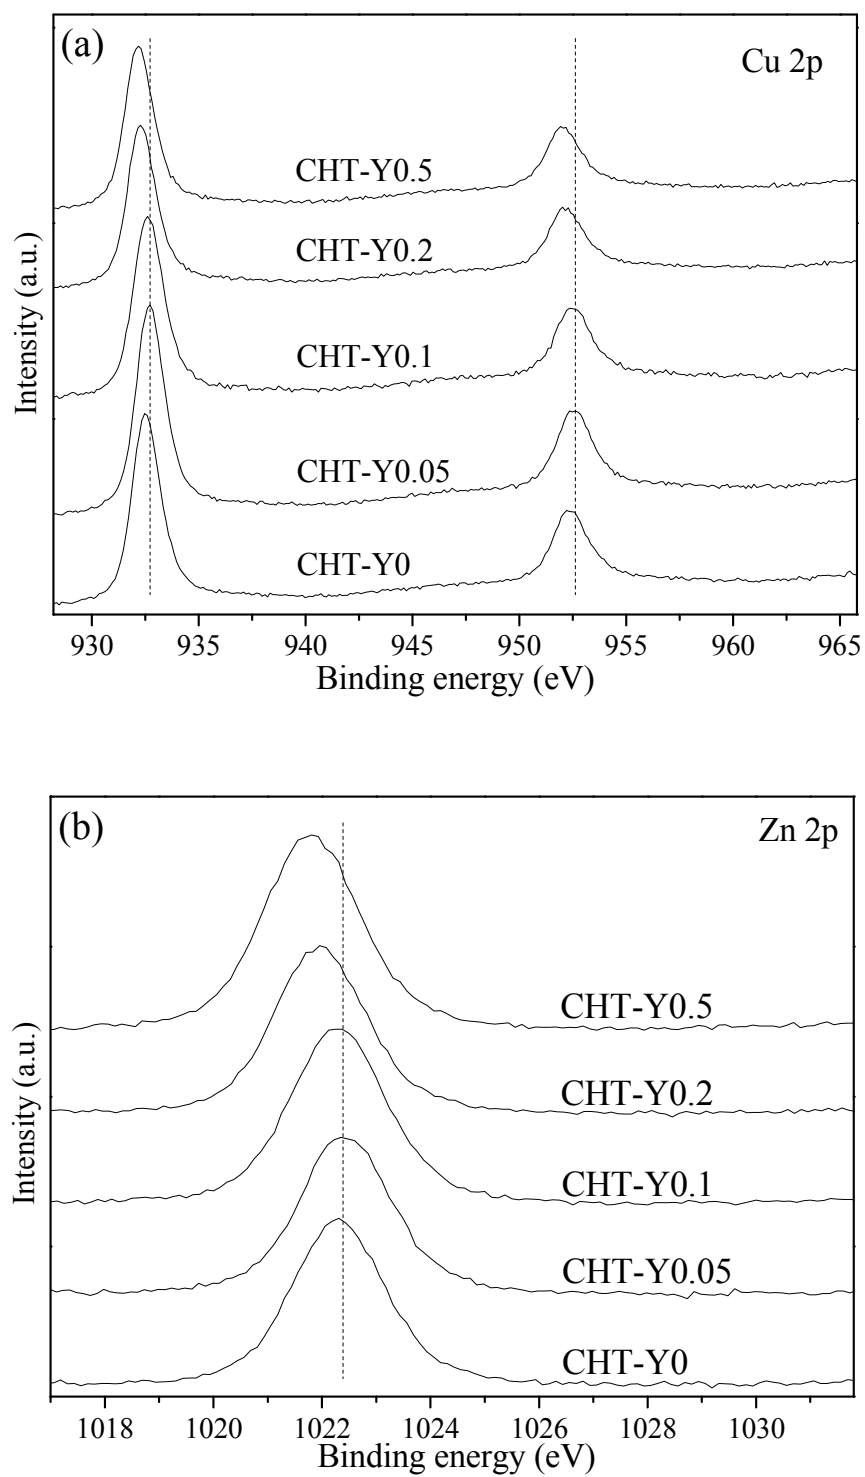 (a)
Cu 2p
CHT-Y0.5
CHT-Y0.2
CHT-Y0.1
CHT-Y0.05
CHT-Y0
Intensity (a.u.)
930 935 940 945 950 955 960 965
Binding energy (eV)
(b)
Zn 2p
CHT-Y0.5
CHT-Y0.2
CHT-Y0.1
CHT-Y0.05
CHT-Y0
Intensity (a.u.)
1018 1020 1022 1024 1026 1028 1030
Binding energy (eV)